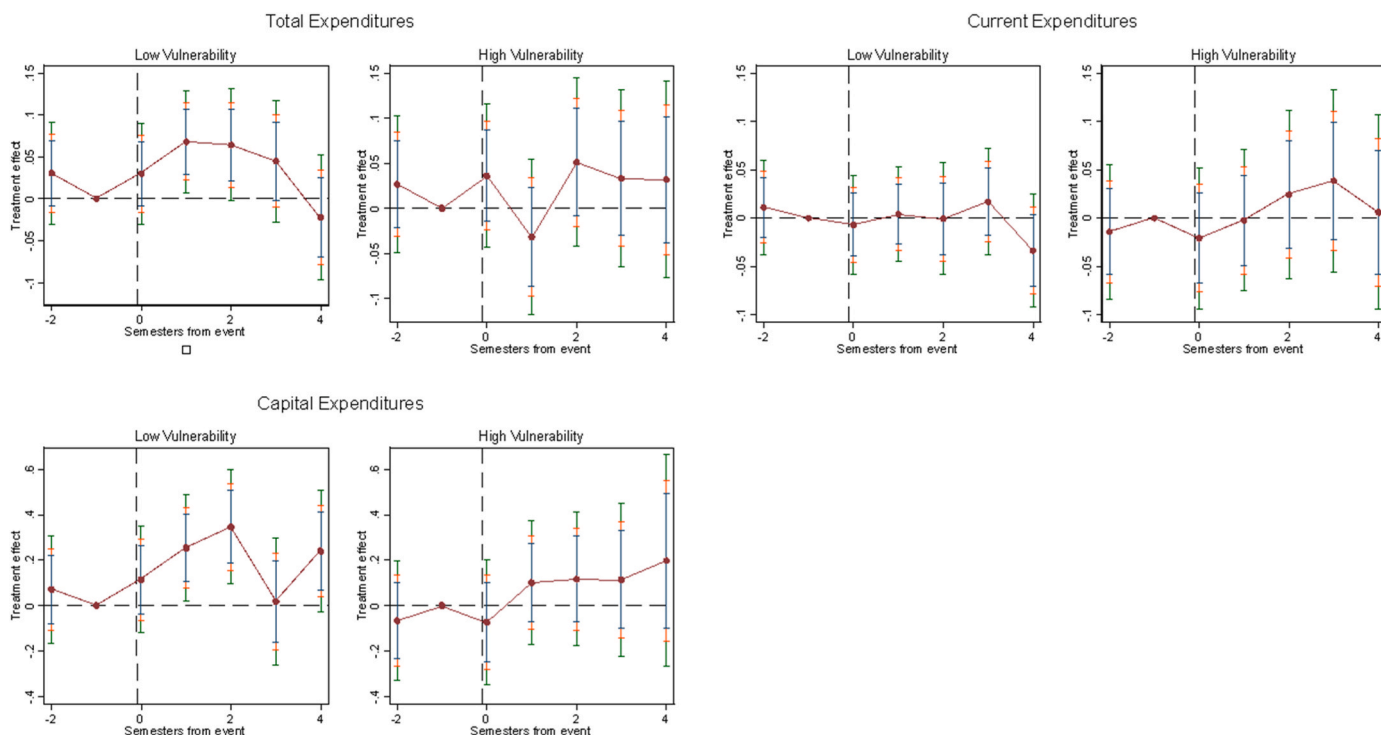 Total Expenditures
Low Vulnerability
High Vulnerability
Treatment effect
.15
.1
.05
0
-.05
-.1
-2
0
2
4
Semesters from event
Treatment effect
.15
.1
.05
0
-.05
-.1
-2
0
2
4
Semesters from event
Current Expenditures
Low Vulnerability
High Vulnerability
Treatment effect
.15
.1
.05
0
-.05
-.1
-2
0
2
4
Semesters from event
Treatment effect
.15
.1
.05
0
-.05
-.1
-2
0
2
4
Semesters from event
Capital Expenditures
Low Vulnerability
High Vulnerability
Treatment effect
.6
.4
.2
0
-.2
-.4
-2
0
2
4
Semesters from event
Treatment effect
.6
.4
.2
0
-.2
-.4
-2
0
2
4
Semesters from event